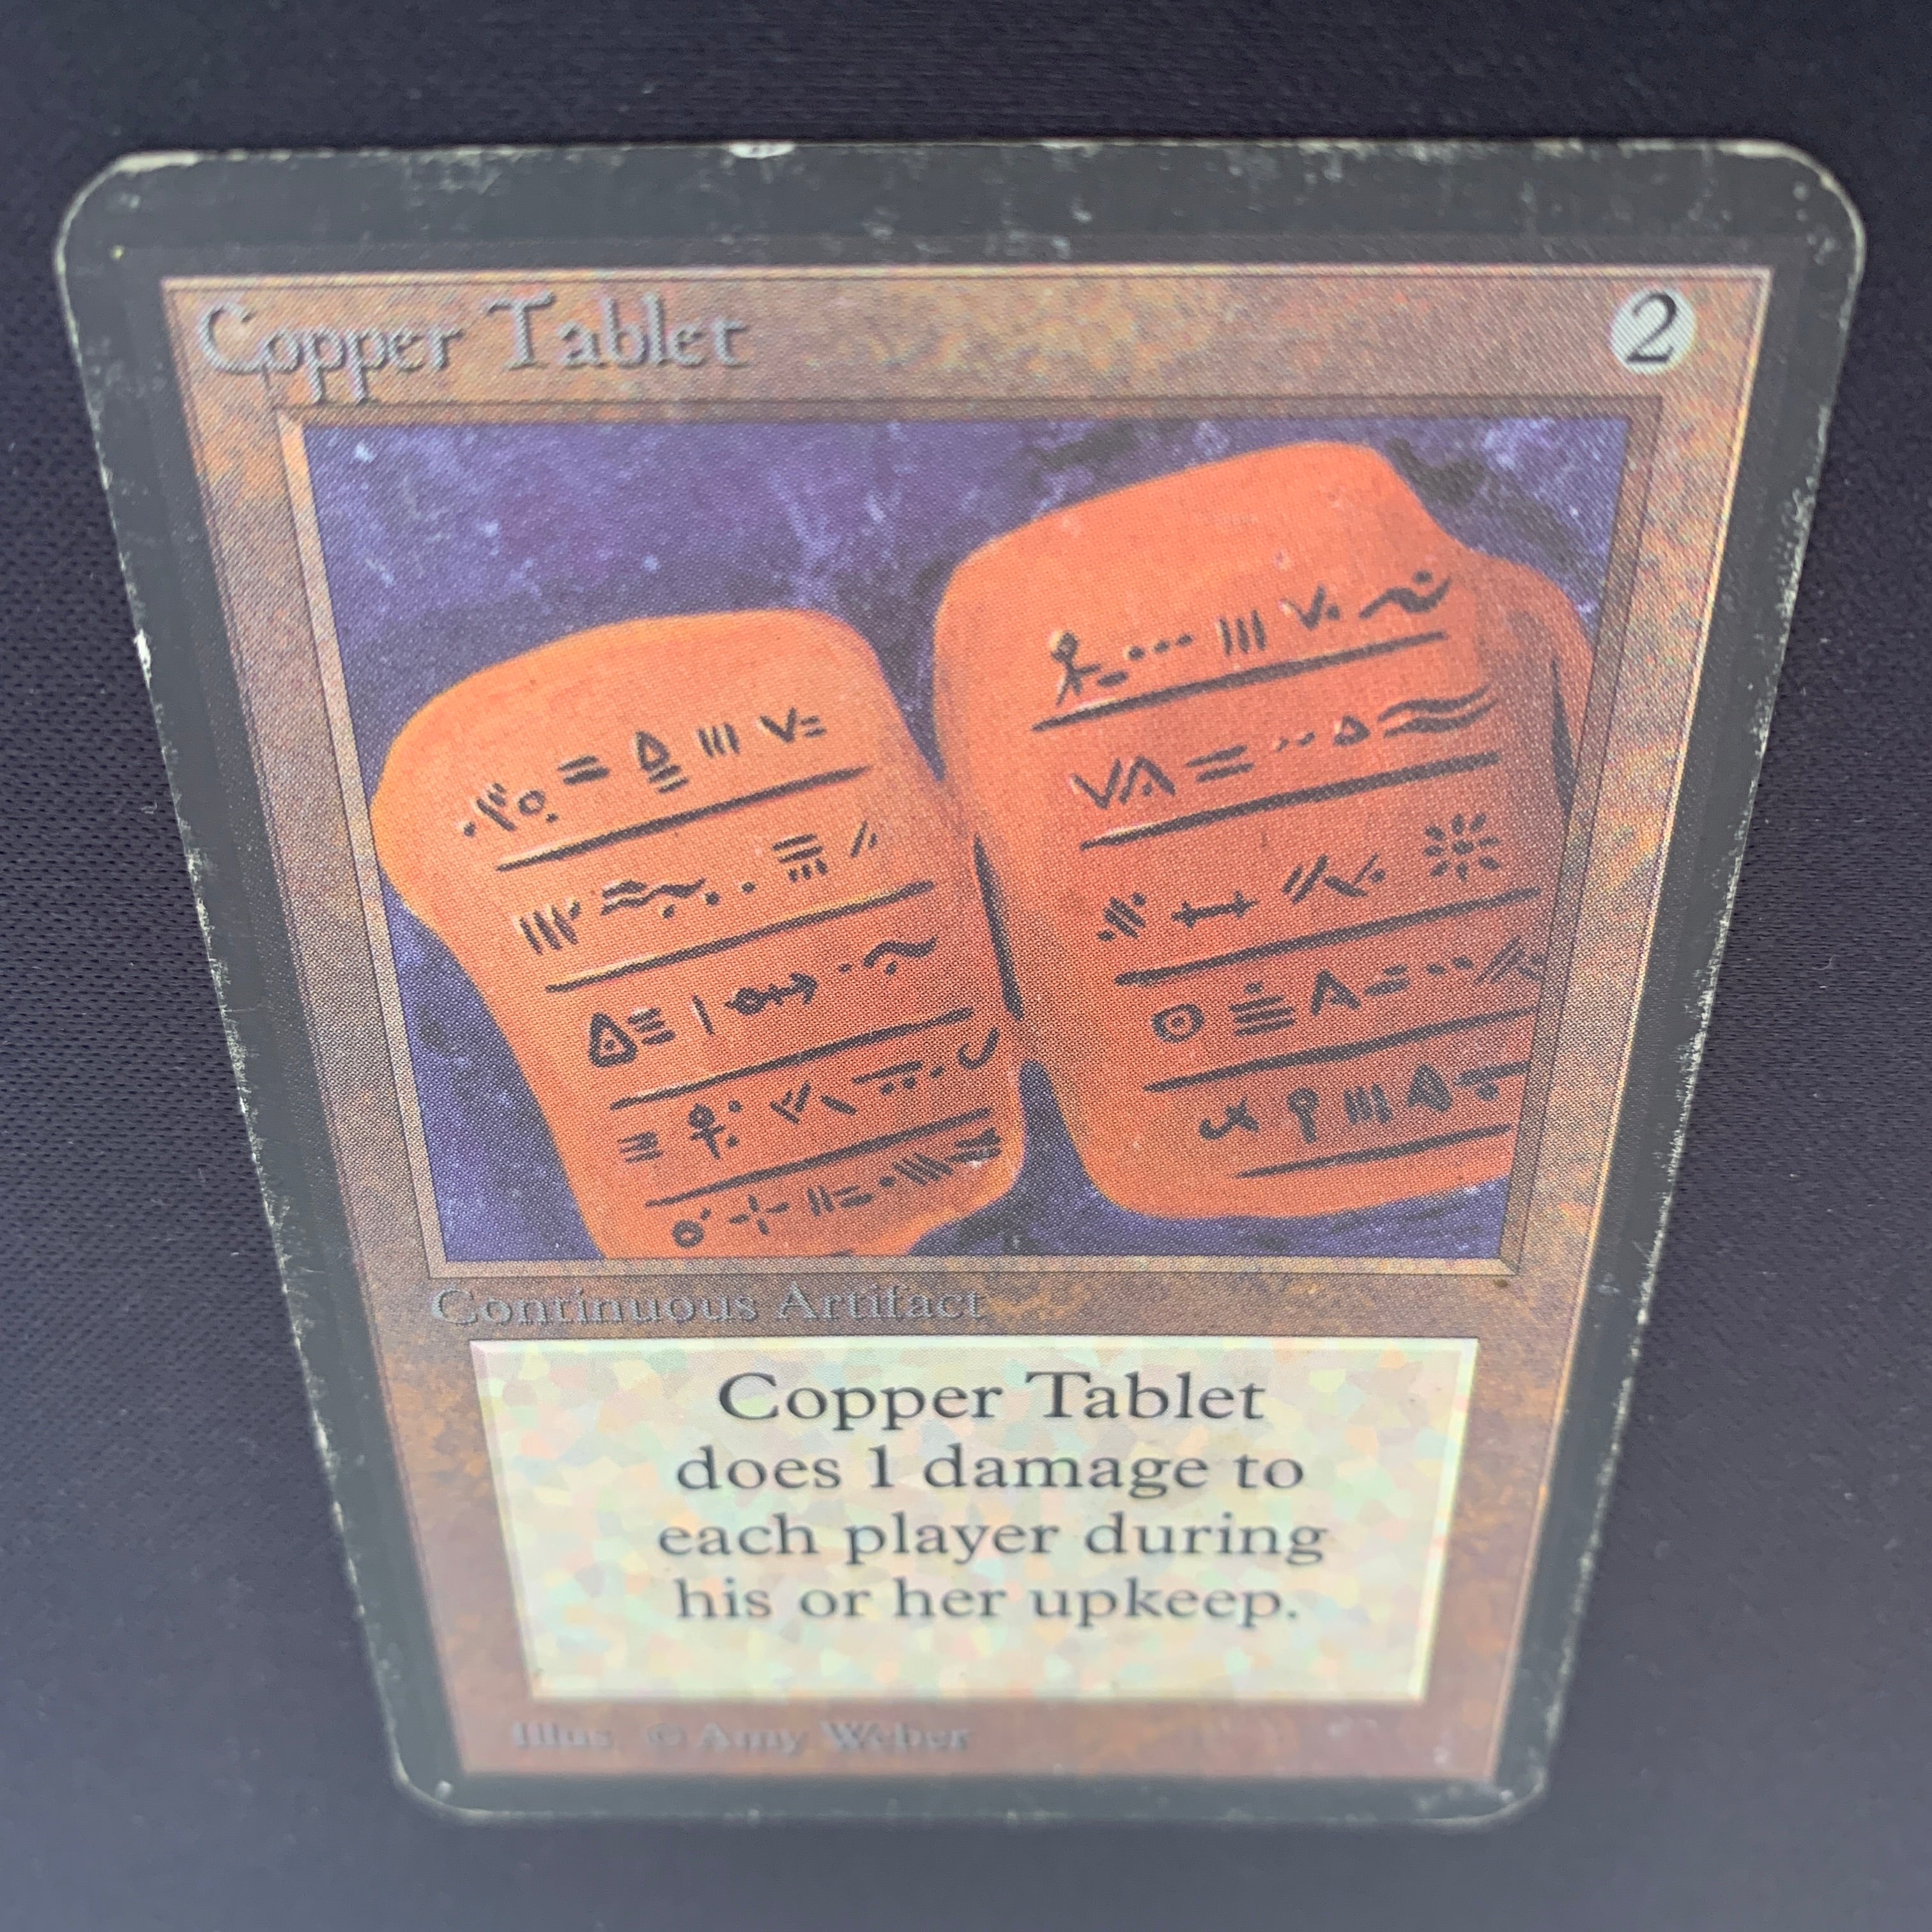 Copper Tablet
2
Continuous Artifact
Copper Tablet
does 1 damage to
each player during
his or her upkeep.
Illus. © Amy Weber